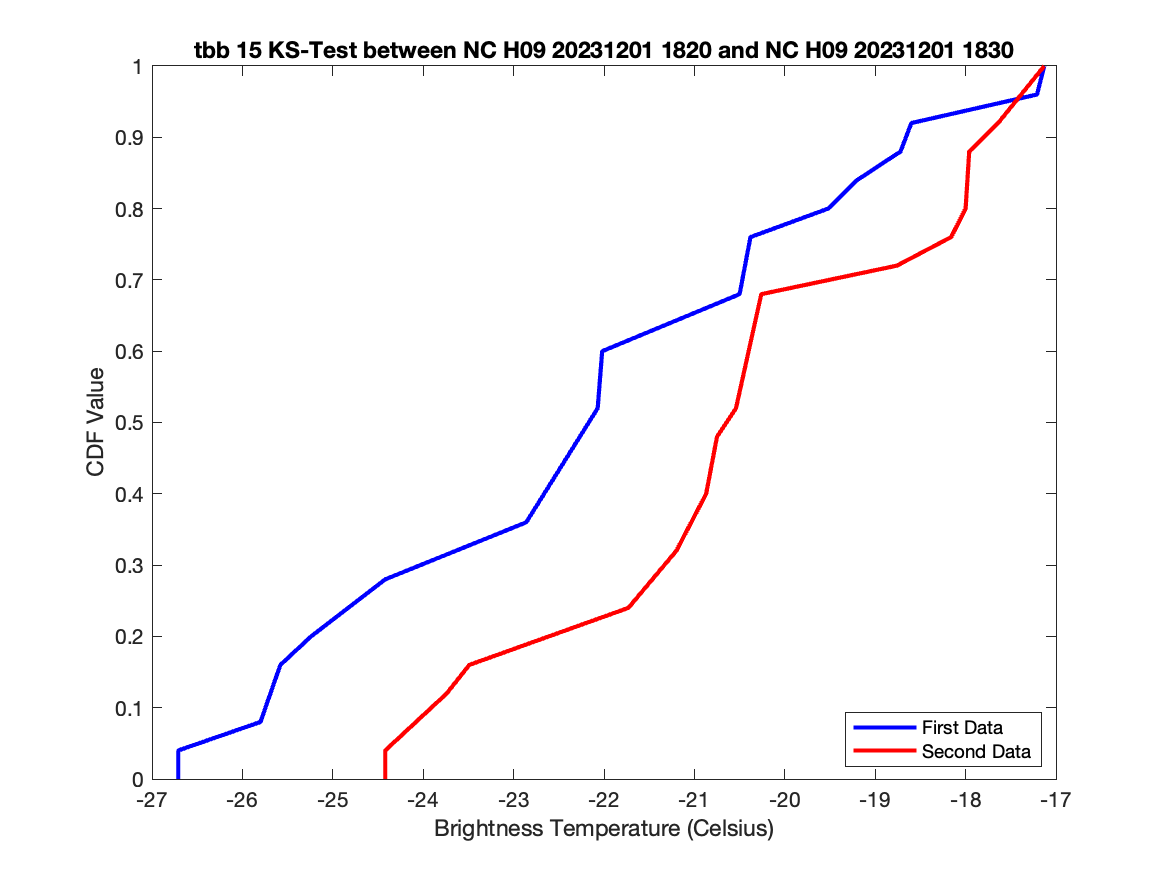 tbb 15 KS-Test between NC H09 20231201 1820 and NC H09 20231201 1830
1
0.9
0.8
0.7
0.6
0.5
0.4
0.3
0.2
0.1
0
CDF Value
First Data
Second Data
-27 -26 -25 -24 -23 -22 -21 -20 -19 -18 -17
Brightness Temperature (Celsius)